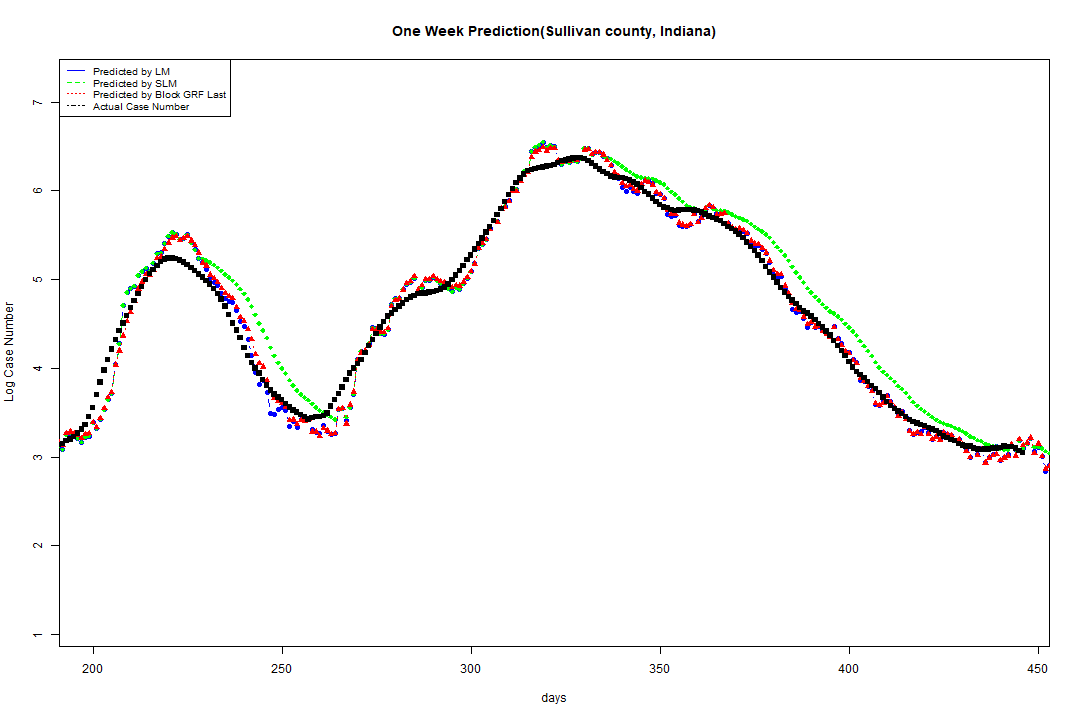 One Week Prediction(Sullivan county, Indiana)
Predicted by LM
Predicted by SLM
Predicted by Block GRF Last
Actual Case Number
7
6
5
4
3
2
1
Log Case Number
200 250 300 350 400 450
days